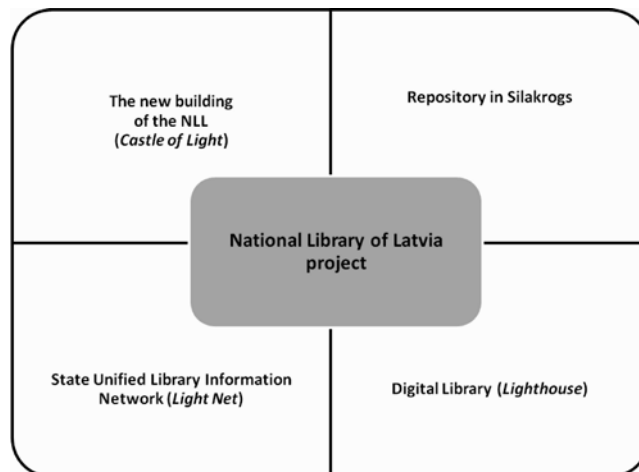 The new building
of the NLL
(Castle of Light)
Repository in Silakrogs
National Library of Latvia
project
State Unified Library Information
Network (Light Net)
Digital Library (Lighthouse)